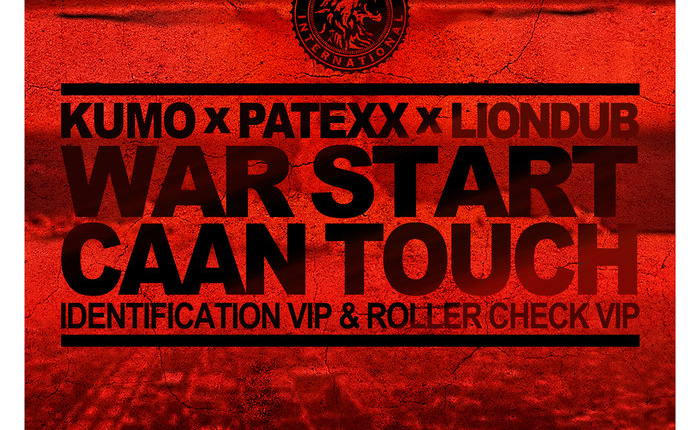 INTERNATIONAL
KUMO x PATEXX x LIONDUB
WAR START
CAAN TOUCH
IDENTIFICATION VIP & ROLLER CHECK VIP